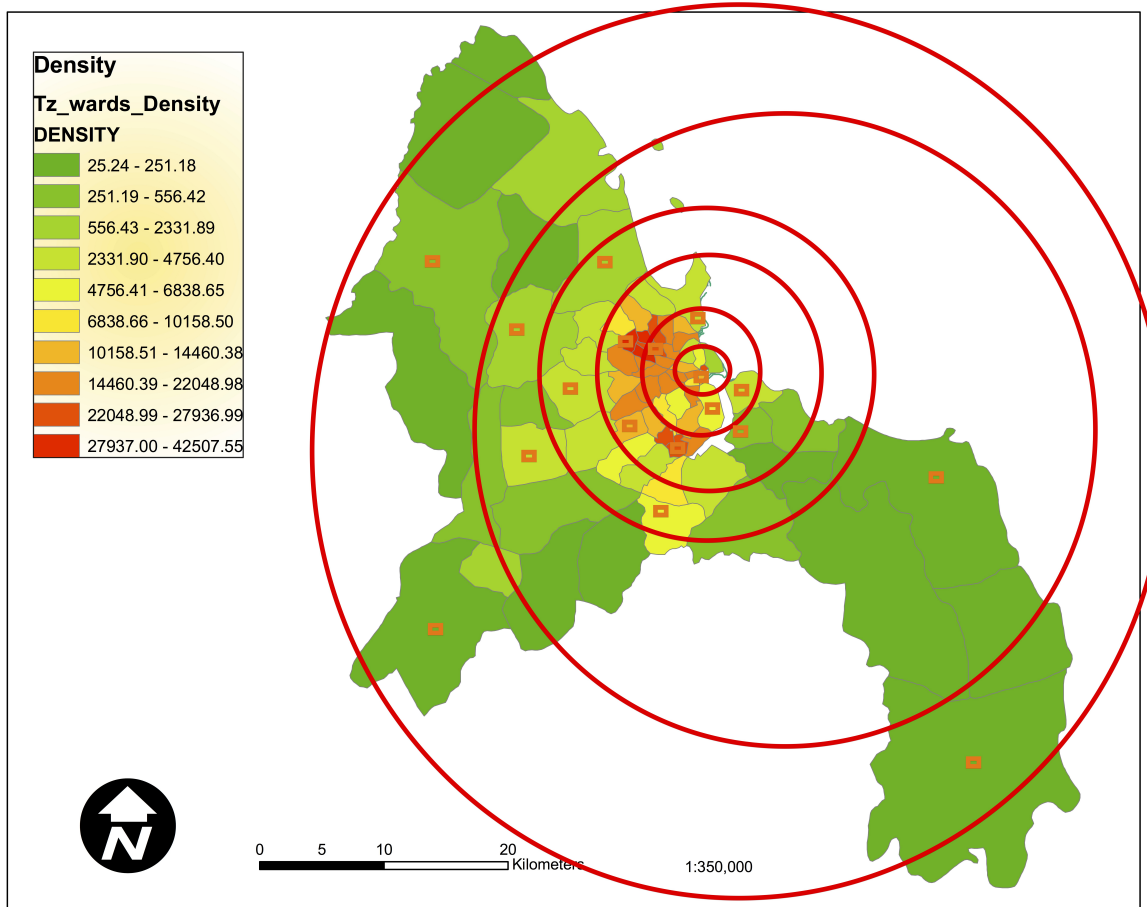 Density
Tz_wards_Density
DENSITY
25.24 - 251.18
251.19 - 556.42
556.43 - 2331.89
2331.90 - 4756.40
4756.41 - 6838.65
6838.66 - 10158.50
10158.51 - 14460.38
14460.39 - 22048.98
22048.99 - 27936.99
27937.00 - 42507.55
N
0 5 10 20
Kilometers
1:350,000